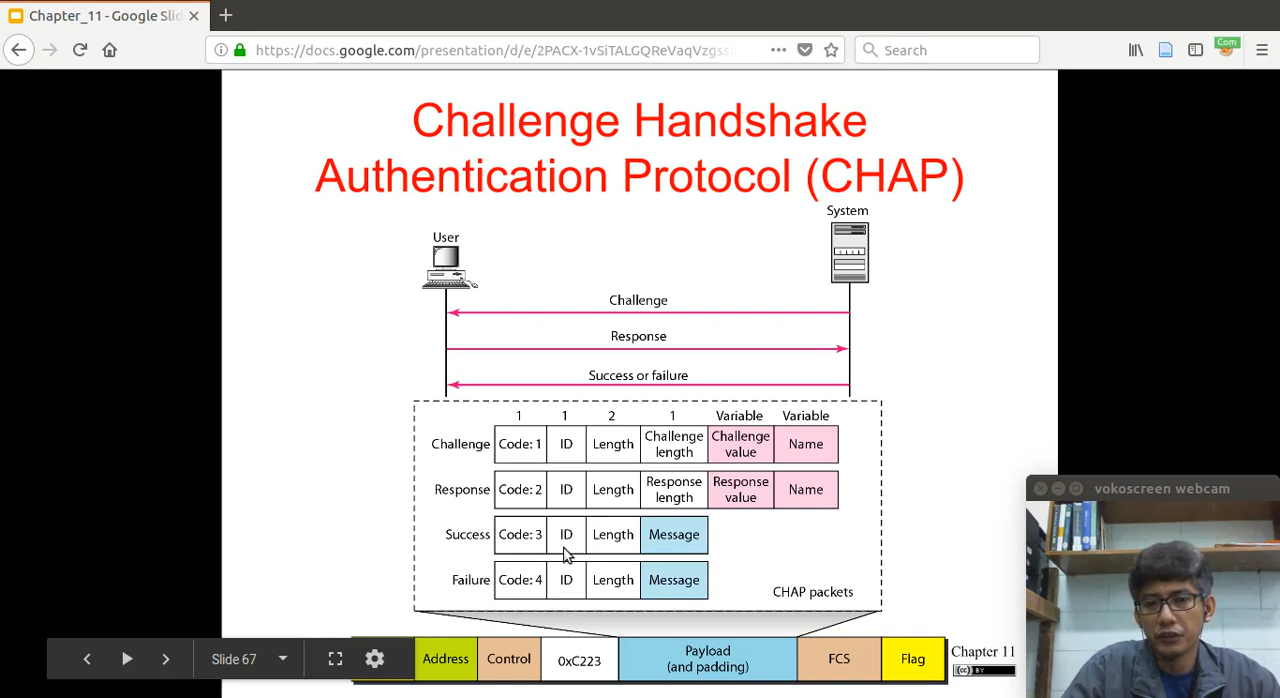 Chapter_11 - Google Slid
https://docs.google.com/presentation/d/e/2PACX-1vSiTALGQReVaqVzgss
Search
Com
Challenge Handshake
Authentication Protocol (CHAP)
System
User
Challenge
Response
Success or failure
1 1 2 1 Variable Variable
Challenge Code: 1 ID Length Challenge length Challenge value Name
Response Code: 2 ID Length Response length Response value Name
Success Code: 3 ID Length Message
Failure Code: 4 ID Length Message
CHAP packets
Slide 67
Address Control 0xC223 Payload (and padding) FCS Flag
Chapter 11
cc BY
vokoscreen webcam